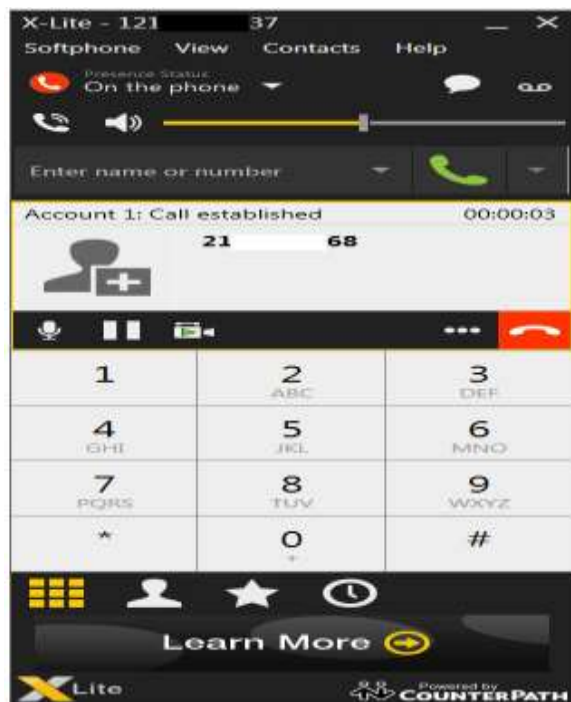 X-Lite - 121 37
Softphone View Contacts Help
Presence Status
On the phone
Enter name or number
Account 1: Call established 00:00:03
21 68
1 2 3
ABC DEF
4 5 6
GHI JKL MNO
7 8 9
PQRS TUV WXYZ
* 0 #
+
Learn More
X Lite
Powered by
COUNTERPATH